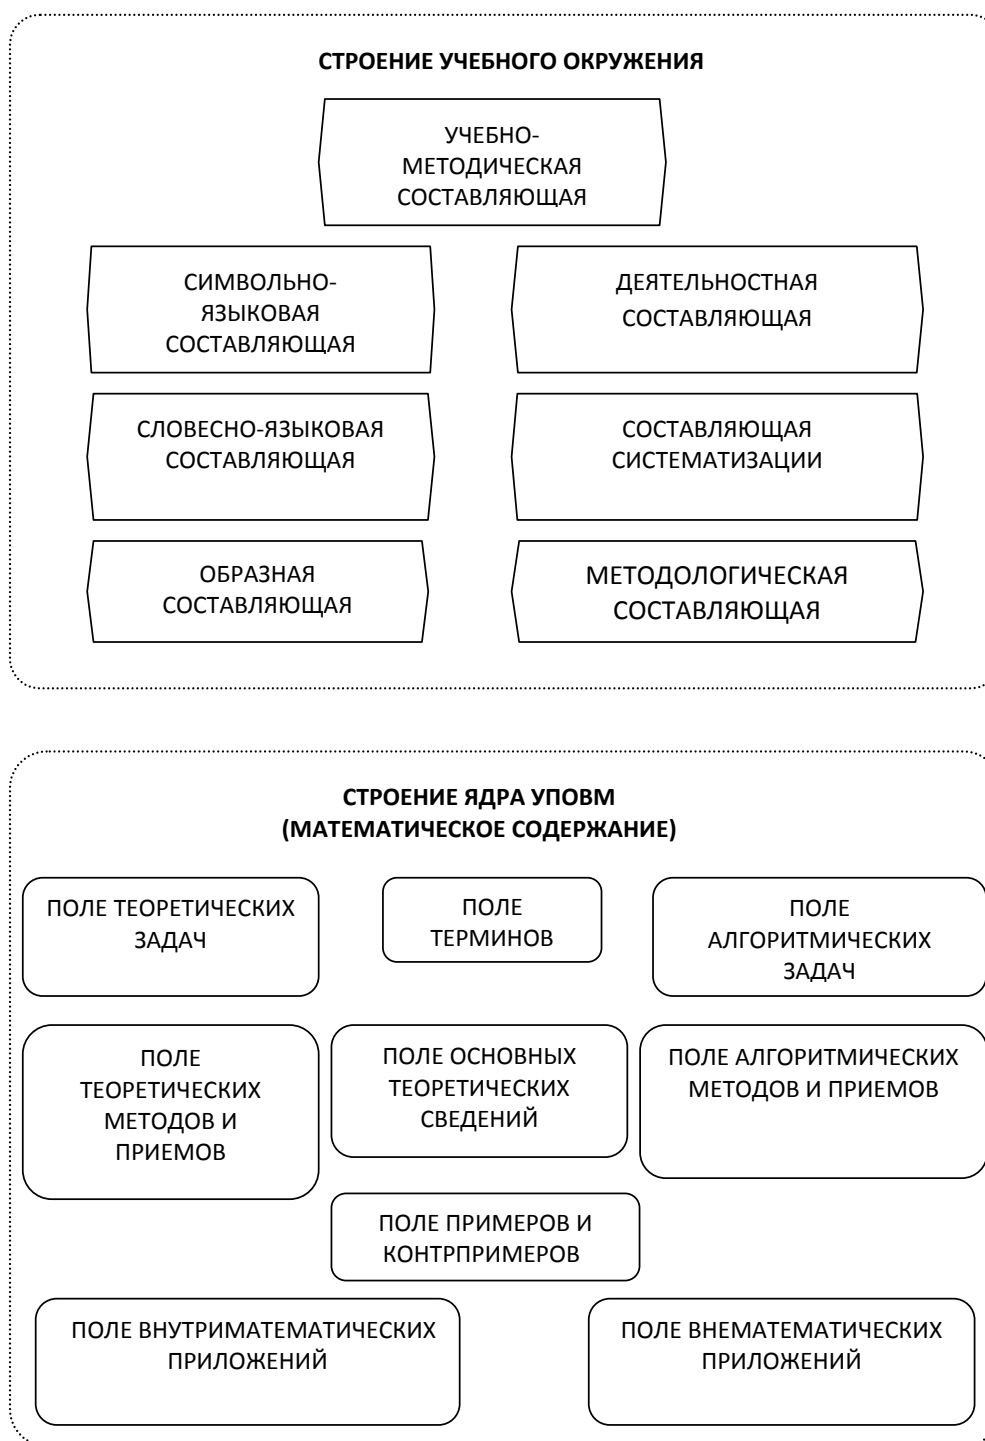 СТРОЕНИЕ УЧЕБНОГО ОКРУЖЕНИЯ
УЧЕБНО-
МЕТОДИЧЕСКАЯ
СОСТАВЛЯЮЩАЯ
СИМВОЛЬНО-
ЯЗЫКОВАЯ
СОСТАВЛЯЮЩАЯ
ДЕЯТЕЛЬНОСТНАЯ
СОСТАВЛЯЮЩАЯ
СЛОВЕСНО-ЯЗЫКОВАЯ
СОСТАВЛЯЮЩАЯ
СОСТАВЛЯЮЩАЯ
СИСТЕМАТИЗАЦИИ
ОБРАЗНАЯ
СОСТАВЛЯЮЩАЯ
МЕТОДОЛОГИЧЕСКАЯ
СОСТАВЛЯЮЩАЯ
СТРОЕНИЕ ЯДРА УПОВМ
(МАТЕМАТИЧЕСКОЕ СОДЕРЖАНИЕ)
ПОЛЕ ТЕОРЕТИЧЕСКИХ
ЗАДАЧ
ПОЛЕ
ТЕРМИНОВ
ПОЛЕ
АЛГОРИТМИЧЕСКИХ
ЗАДАЧ
ПОЛЕ
ТЕОРЕТИЧЕСКИХ
МЕТОДОВ И
ПРИЕМОВ
ПОЛЕ ОСНОВНЫХ
ТЕОРЕТИЧЕСКИХ
СВЕДЕНИЙ
ПОЛЕ АЛГОРИТМИЧЕСКИХ
МЕТОДОВ И ПРИЕМОВ
ПОЛЕ ПРИМЕРОВ И
КОНТРПРИМЕРОВ
ПОЛЕ ВНУТРИМАТЕМАТИЧЕСКИХ
ПРИЛОЖЕНИЙ
ПОЛЕ ВНЕМАТЕМАТИЧЕСКИХ
ПРИЛОЖЕНИЙ